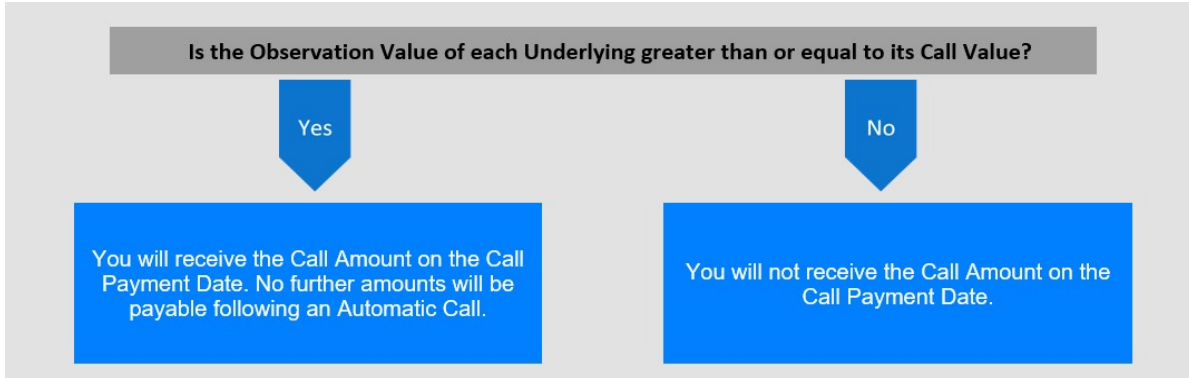 Is the Observation Value of each Underlying greater than or equal to its Call Value?
Yes
No
You will receive the Call Amount on the Call
Payment Date. No further amounts will be
payable following an Automatic Call.
You will not receive the Call Amount on the
Call Payment Date.